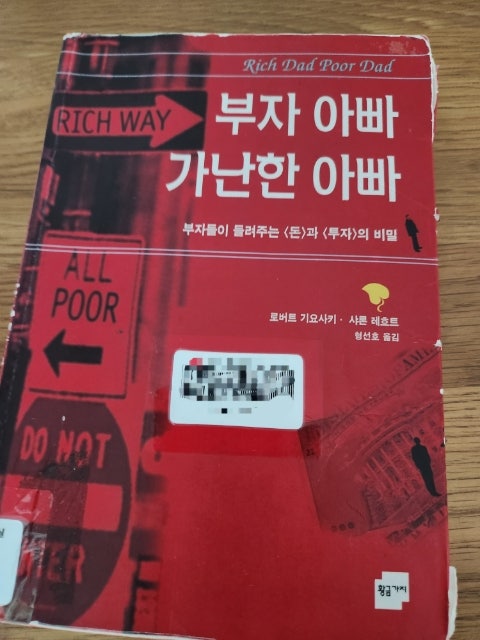 Rich Dad Poor Dad
RICH WAY
부자 아빠
가난한 아빠
부자들이 들려주는 〈돈〉과 〈투자〉의 비밀
ALL
POOR
로버트 기요사키 · 샤론 레흐트
형선호 옮김
DO NOT
황금가지